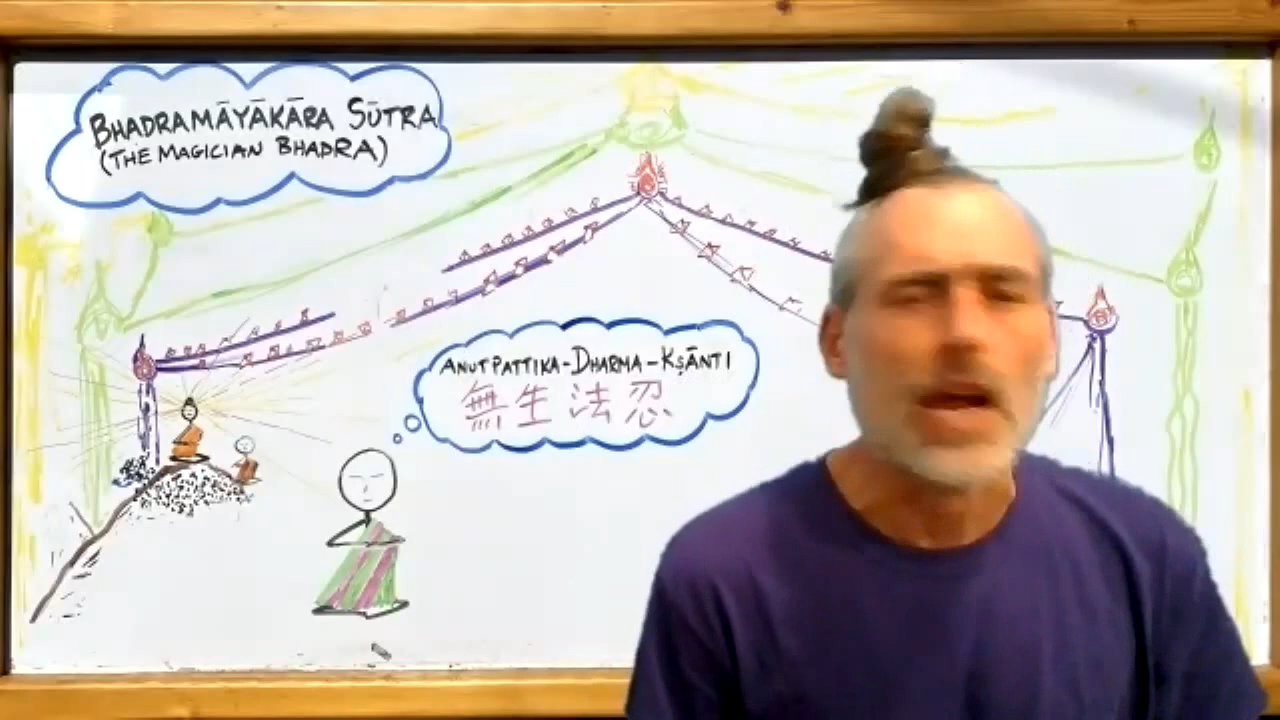 BHADRAMĀYĀKĀRA SŪTRA
(THE MAGICIAN BHADRA)
ANUTPATTIKA-DHARMA-KṢĀNTI
無生法忍